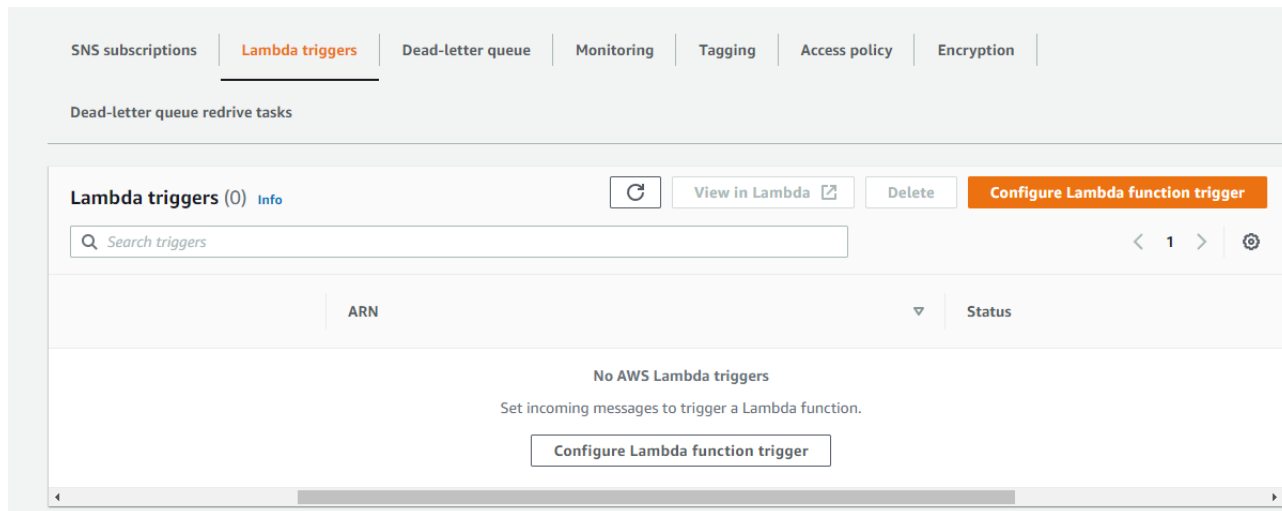 SNS subscriptions Lambda triggers Dead-letter queue Monitoring Tagging Access policy Encryption
Dead-letter queue redrive tasks
Lambda triggers (0) Info View in Lambda Delete Configure Lambda function trigger
Search triggers 1
ARN Status
No AWS Lambda triggers
Set incoming messages to trigger a Lambda function.
Configure Lambda function trigger